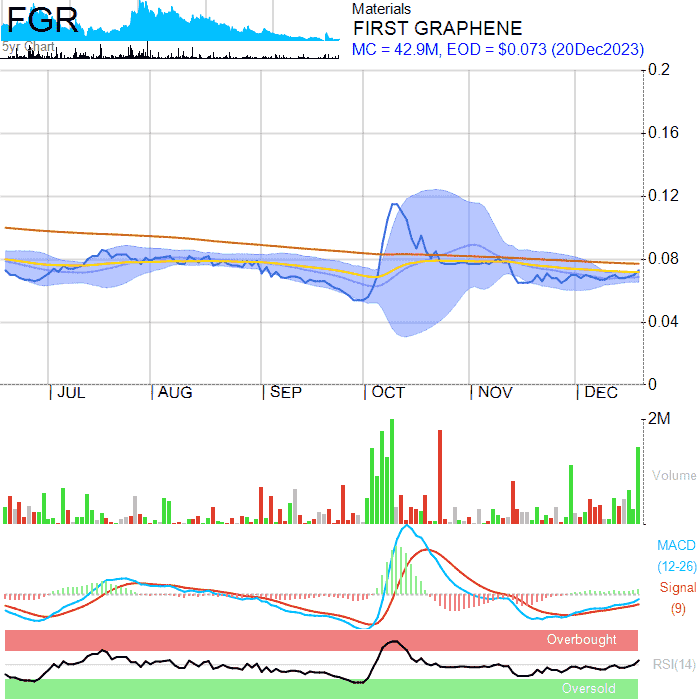 FGR
5yr Chart
Materials
FIRST GRAPHENE
MC = 42.9M, EOD = $0.073 (20Dec2023)
0.2
0.16
0.12
0.08
0.04
0
JUL AUG SEP OCT NOV DEC
2M
Volume
MACD
(12-26)
Signal
(9)
Overbought
RSI(14)
Oversold